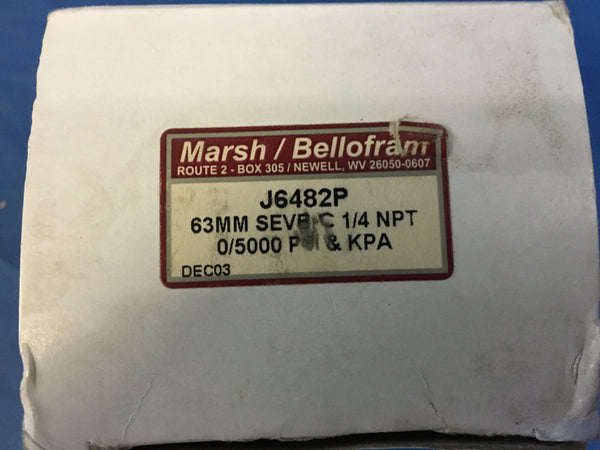 Marsh / Bellofram
ROUTE 2 - BOX 305 / NEWELL, WV 26050-0607
J6482P
63MM 1/4 NPT
0/5000 & KPA
DEC03